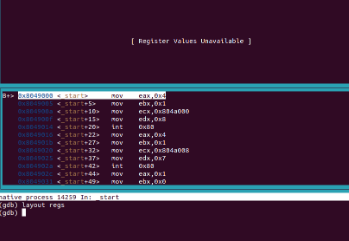 [ Register Values Unavailable ]
B+> 0x8049000 <_start> mov eax,0x4
0x8049005 <_start+5> mov ebx,0x1
0x804900a <_start+10> mov ecx,0x804a000
0x804900f <_start+15> mov edx,0x8
0x8049014 <_start+20> int 0x80
0x8049016 <_start+22> mov eax,0x4
0x804901b <_start+27> mov ebx,0x1
0x8049020 <_start+32> mov ecx,0x804a008
0x8049025 <_start+37> mov edx,0x7
0x804902a <_start+42> int 0x80
0x804902c <_start+44> mov eax,0x1
0x8049031 <_start+49> mov ebx,0x0
native process 14259 In: _start
(gdb) layout regs
(gdb)